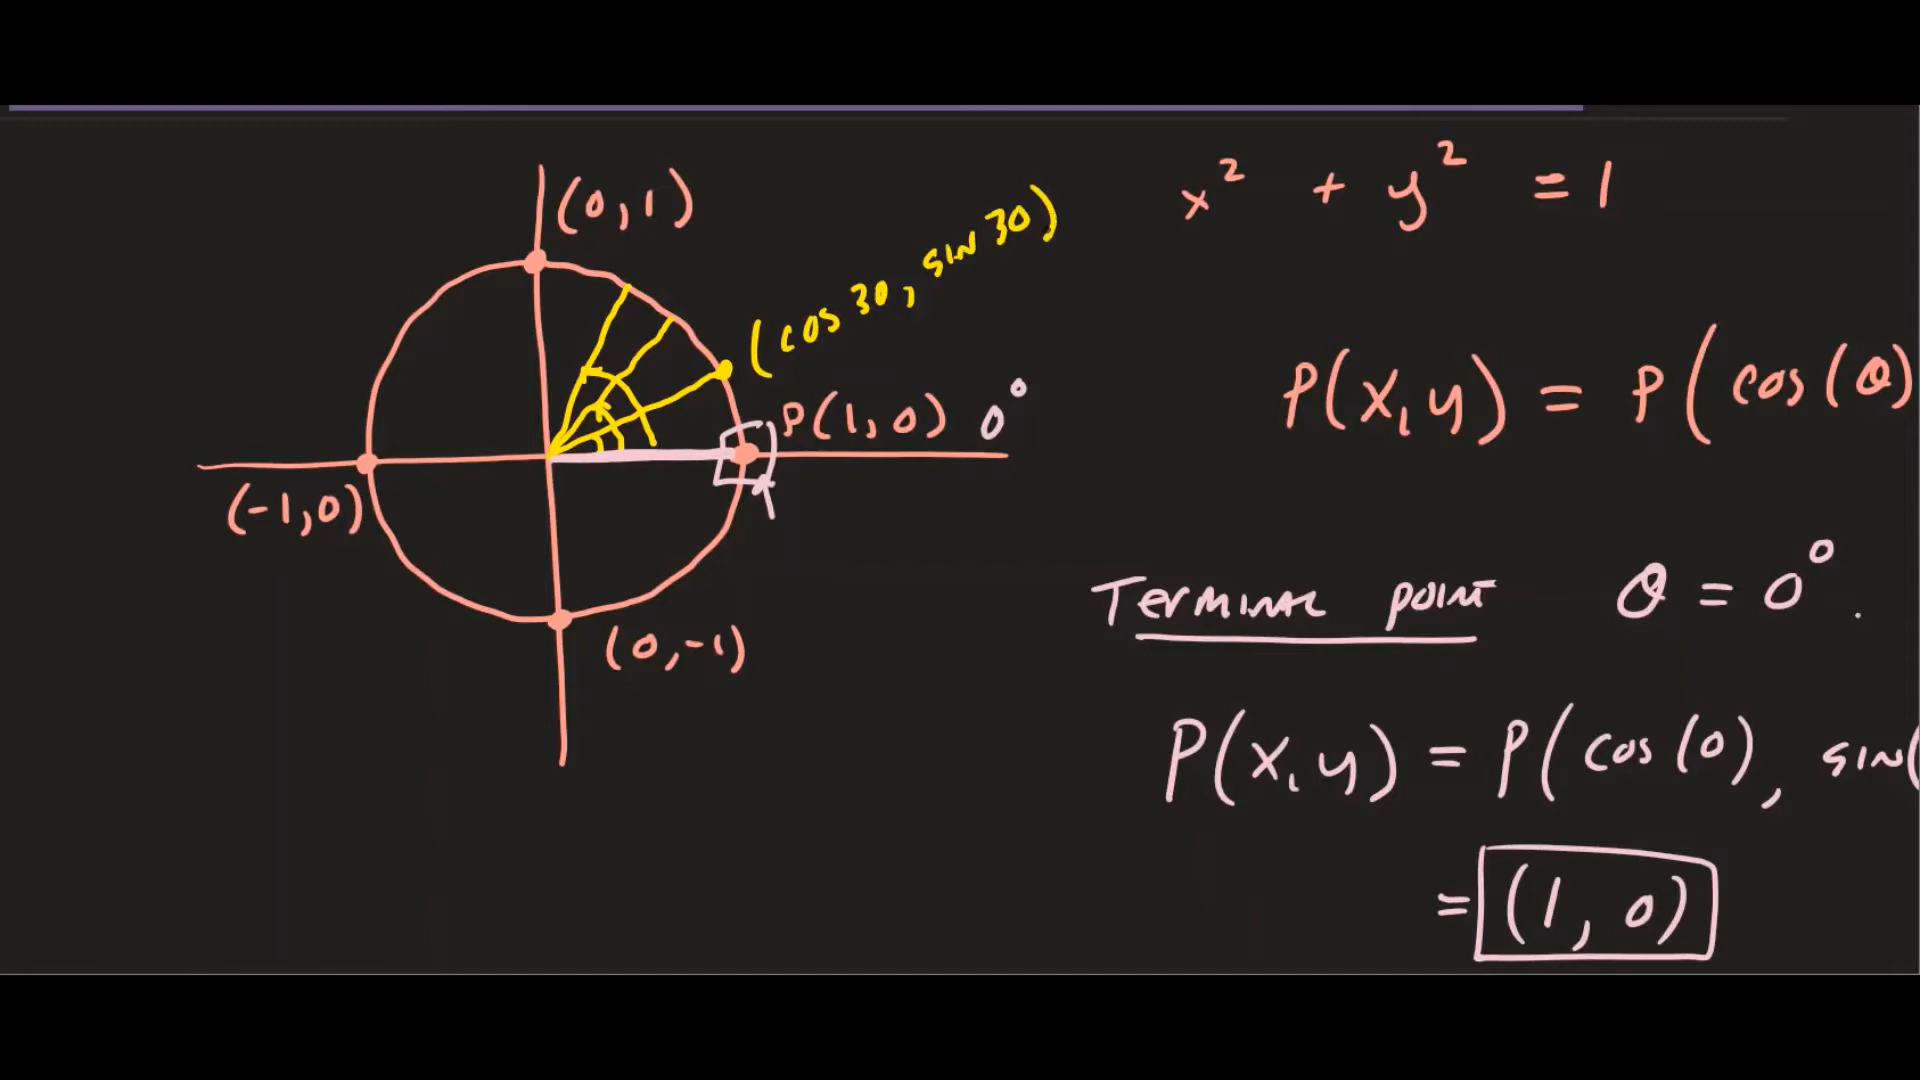 (0,1)
(cos 30, sin 30)
P(1,0) 0°
(-1,0)
(0,-1)
x² + y² = 1
P(x,y) = P(cos(θ)
Terminal point θ = 0°.
P(x,y) = P(cos(0), sin(
= (1, 0)